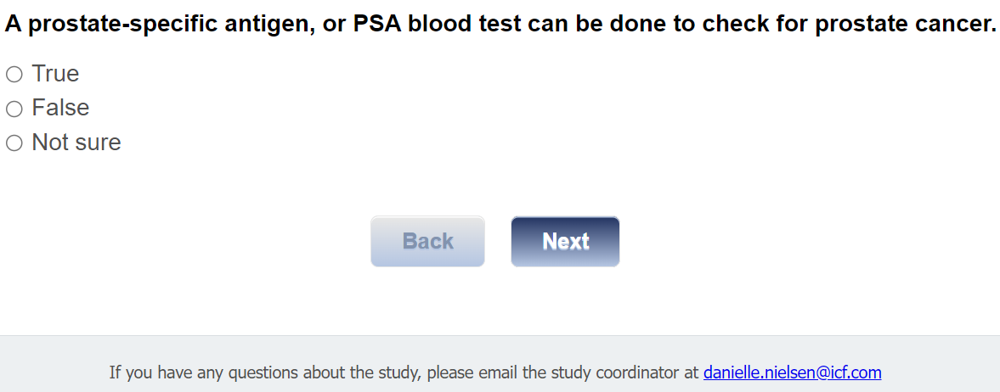 A prostate-specific antigen, or PSA blood test can be done to check for prostate cancer.
True
False
Not sure
Back
Next
If you have any questions about the study, please email the study coordinator at danielle.nielsen@icf.com